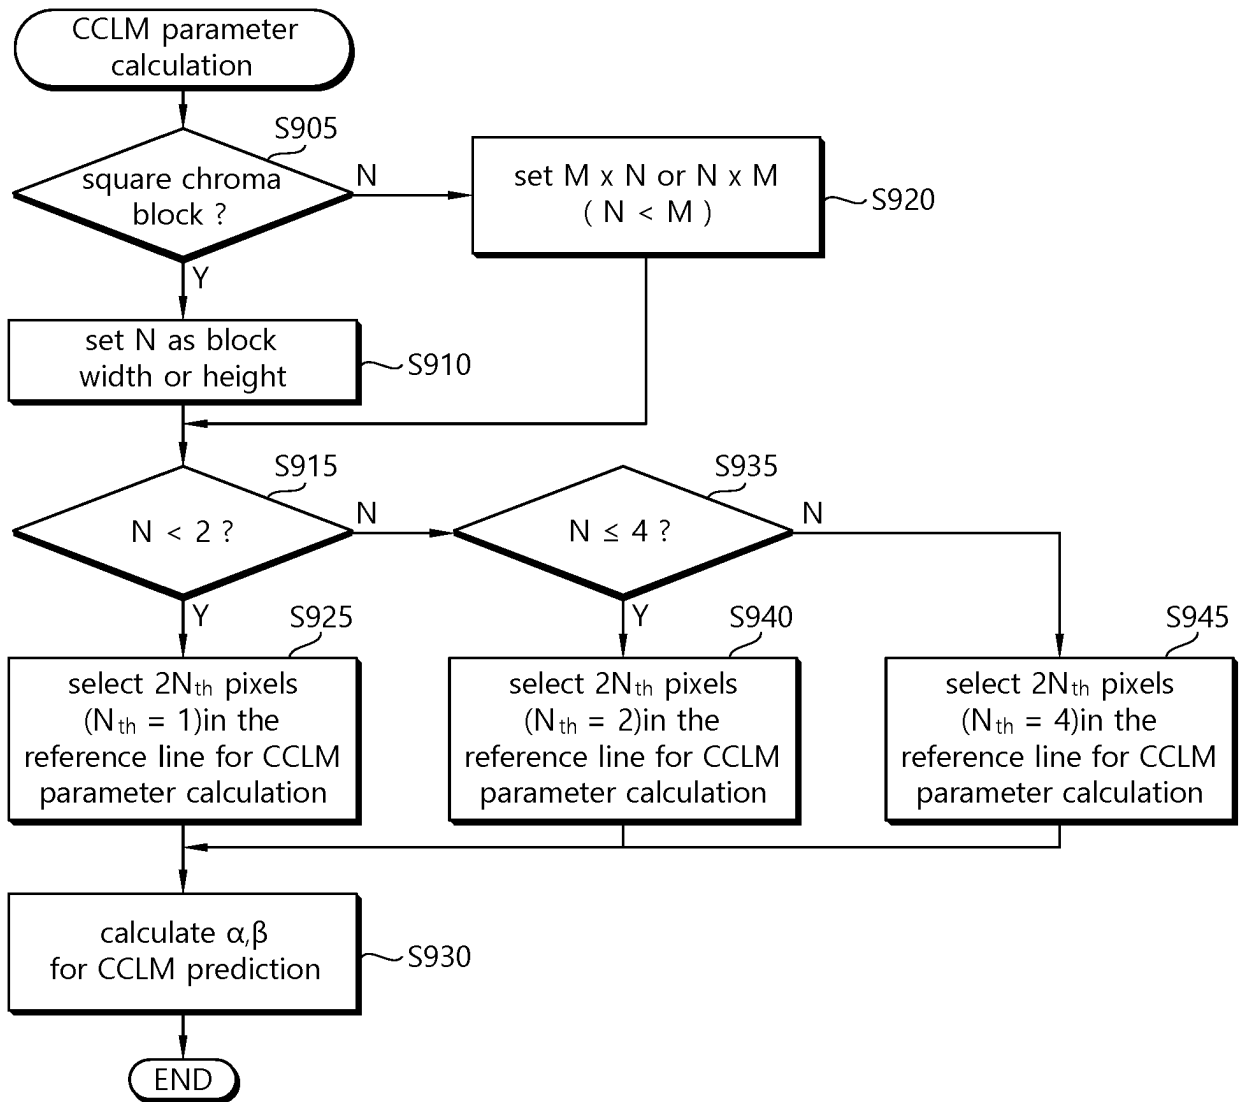 CCLM parameter
calculation
S905
square chroma
block ?
N
set M x N or N x M
( N < M )
S920
Y
set N as block
width or height
S910
S915
N < 2 ?
N
S935
N ≤ 4 ?
N
Y
S925
select 2Nth pixels
(Nth = 1)in the
reference line for CCLM
parameter calculation
Y
S940
select 2Nth pixels
(Nth = 2)in the
reference line for CCLM
parameter calculation
S945
select 2Nth pixels
(Nth = 4)in the
reference line for CCLM
parameter calculation
calculate α,β
for CCLM prediction
S930
END